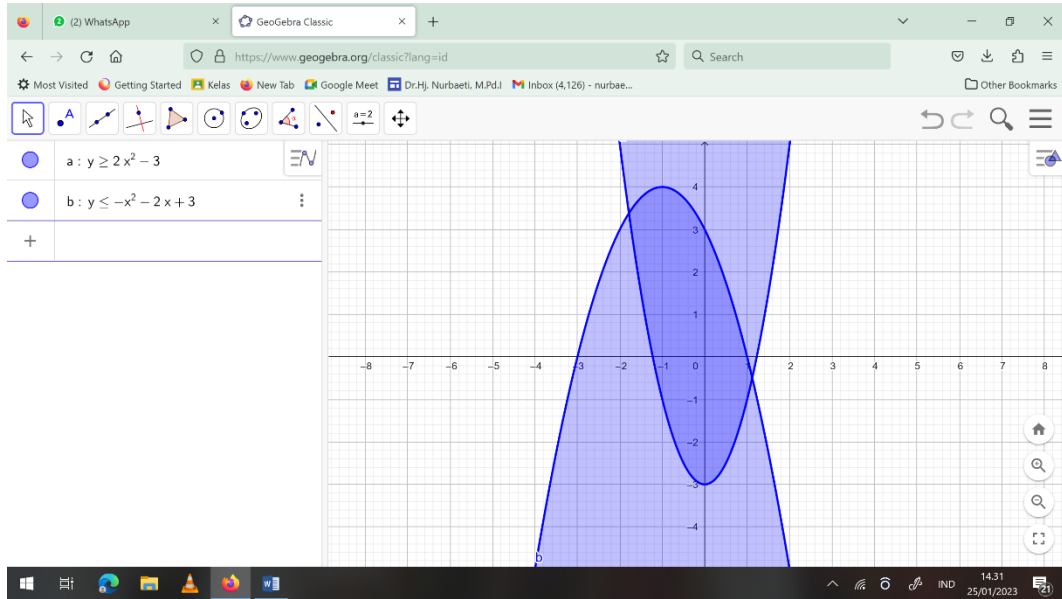 (2) WhatsApp
GeoGebra Classic
https://www.geogebra.org/classic?lang=id
Search
Most Visited
Getting Started
Kelas
New Tab
Google Meet
Dr.Hj. Nurbaeti, M.Pd.I
Inbox (4,126) - nurbae...
Other Bookmarks
A
a=2
a : y ≥ 2 x² − 3
b : y ≤ −x² − 2 x + 3
4
3
2
1
-8 -7 -6 -5 -4 -3 -2 -1 0 1 2 3 4 5 6 7 8
-1
-2
-3
-4
b
IND
14.31
25/01/2023
21